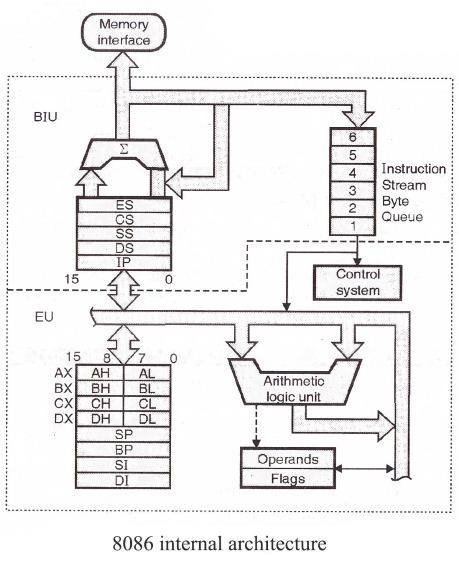 Memory
interface
BIU
Σ
6
5
4
3
2
1
Instruction
Stream
Byte
Queue
ES
CS
SS
DS
IP
15 0
Control
system
EU
15 8 7 0
AX AH AL
BX BH BL
CX CH CL
DX DH DL
SP
BP
SI
DI
Arithmetic
logic unit
Operands
Flags
8086 internal architecture